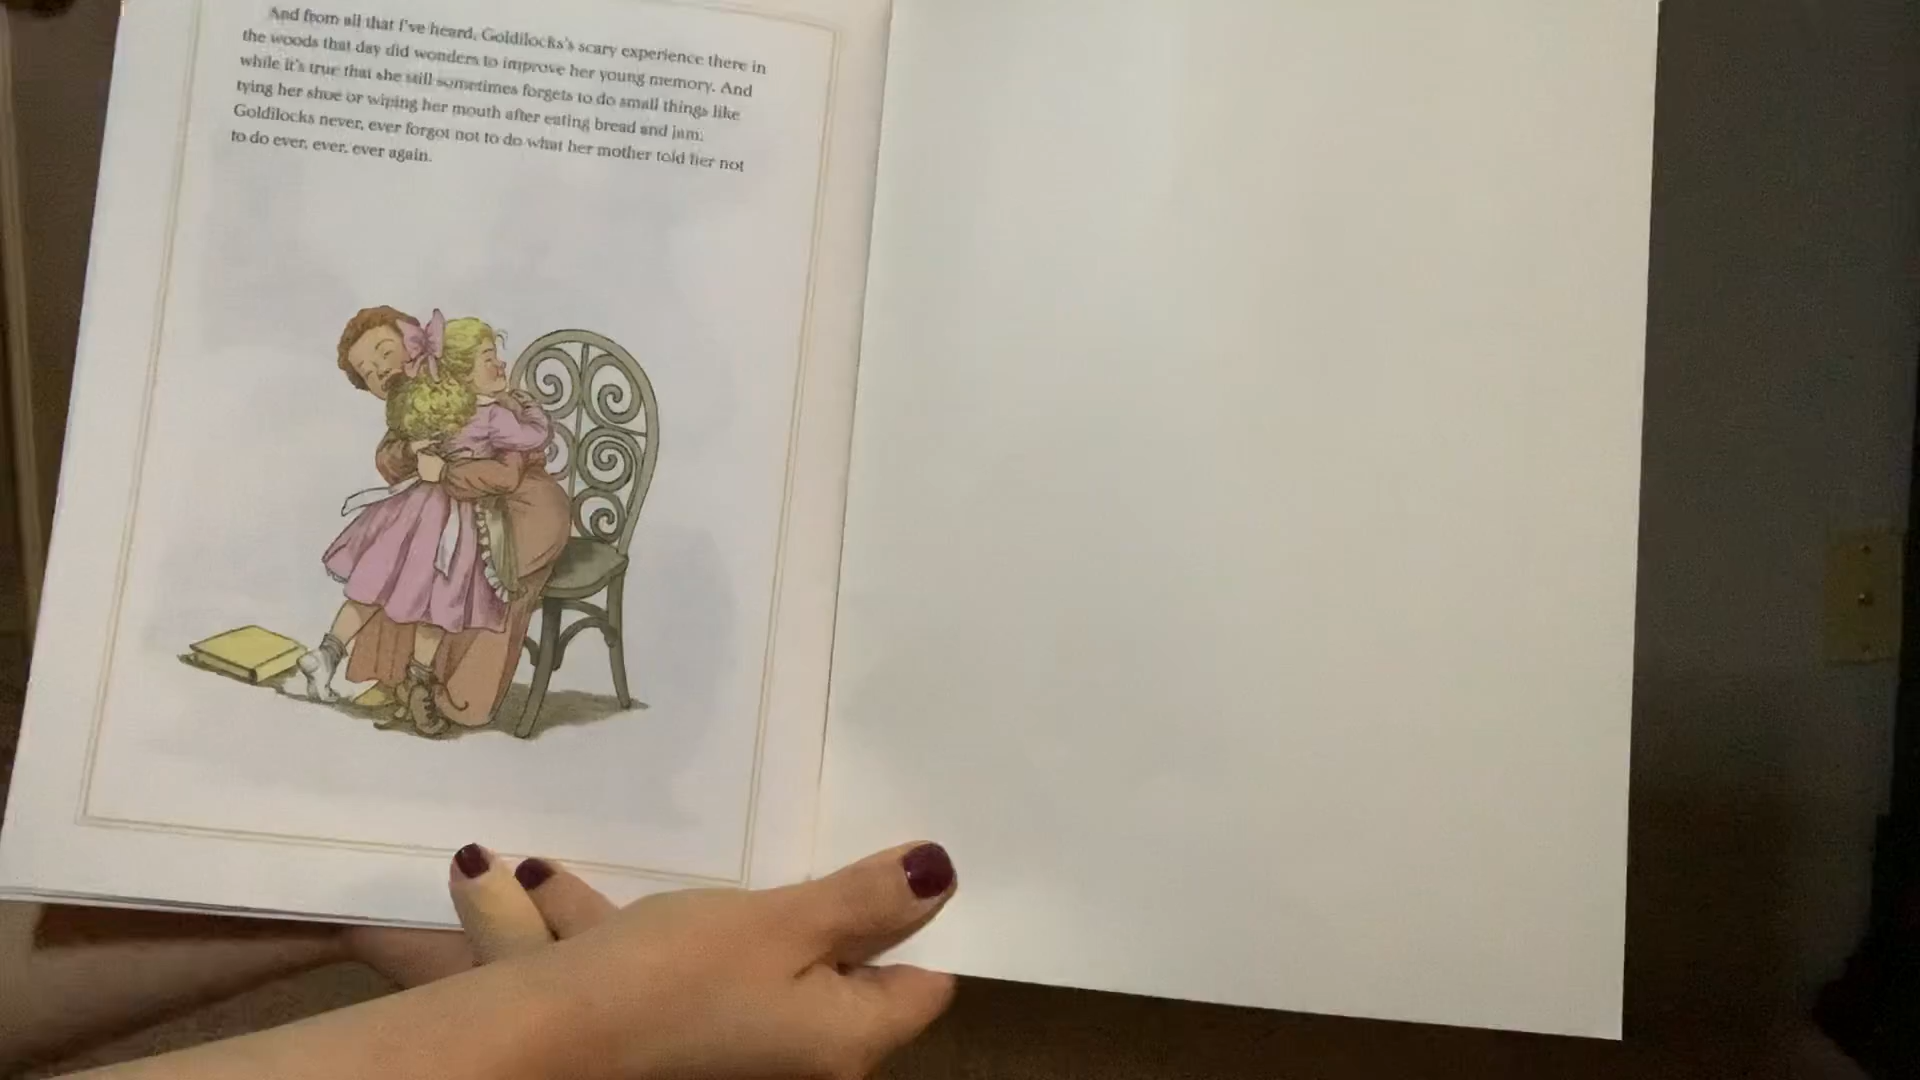 And from all that I've heard, Goldilocks's scary experience there in
the woods that day did wonders to improve her young memory. And
while it's true that she still sometimes forgets to do small things like
tying her shoe or wiping her mouth after eating bread and jam,
Goldilocks never, ever forgot not to do what her mother told her not
to do ever, ever, ever again.